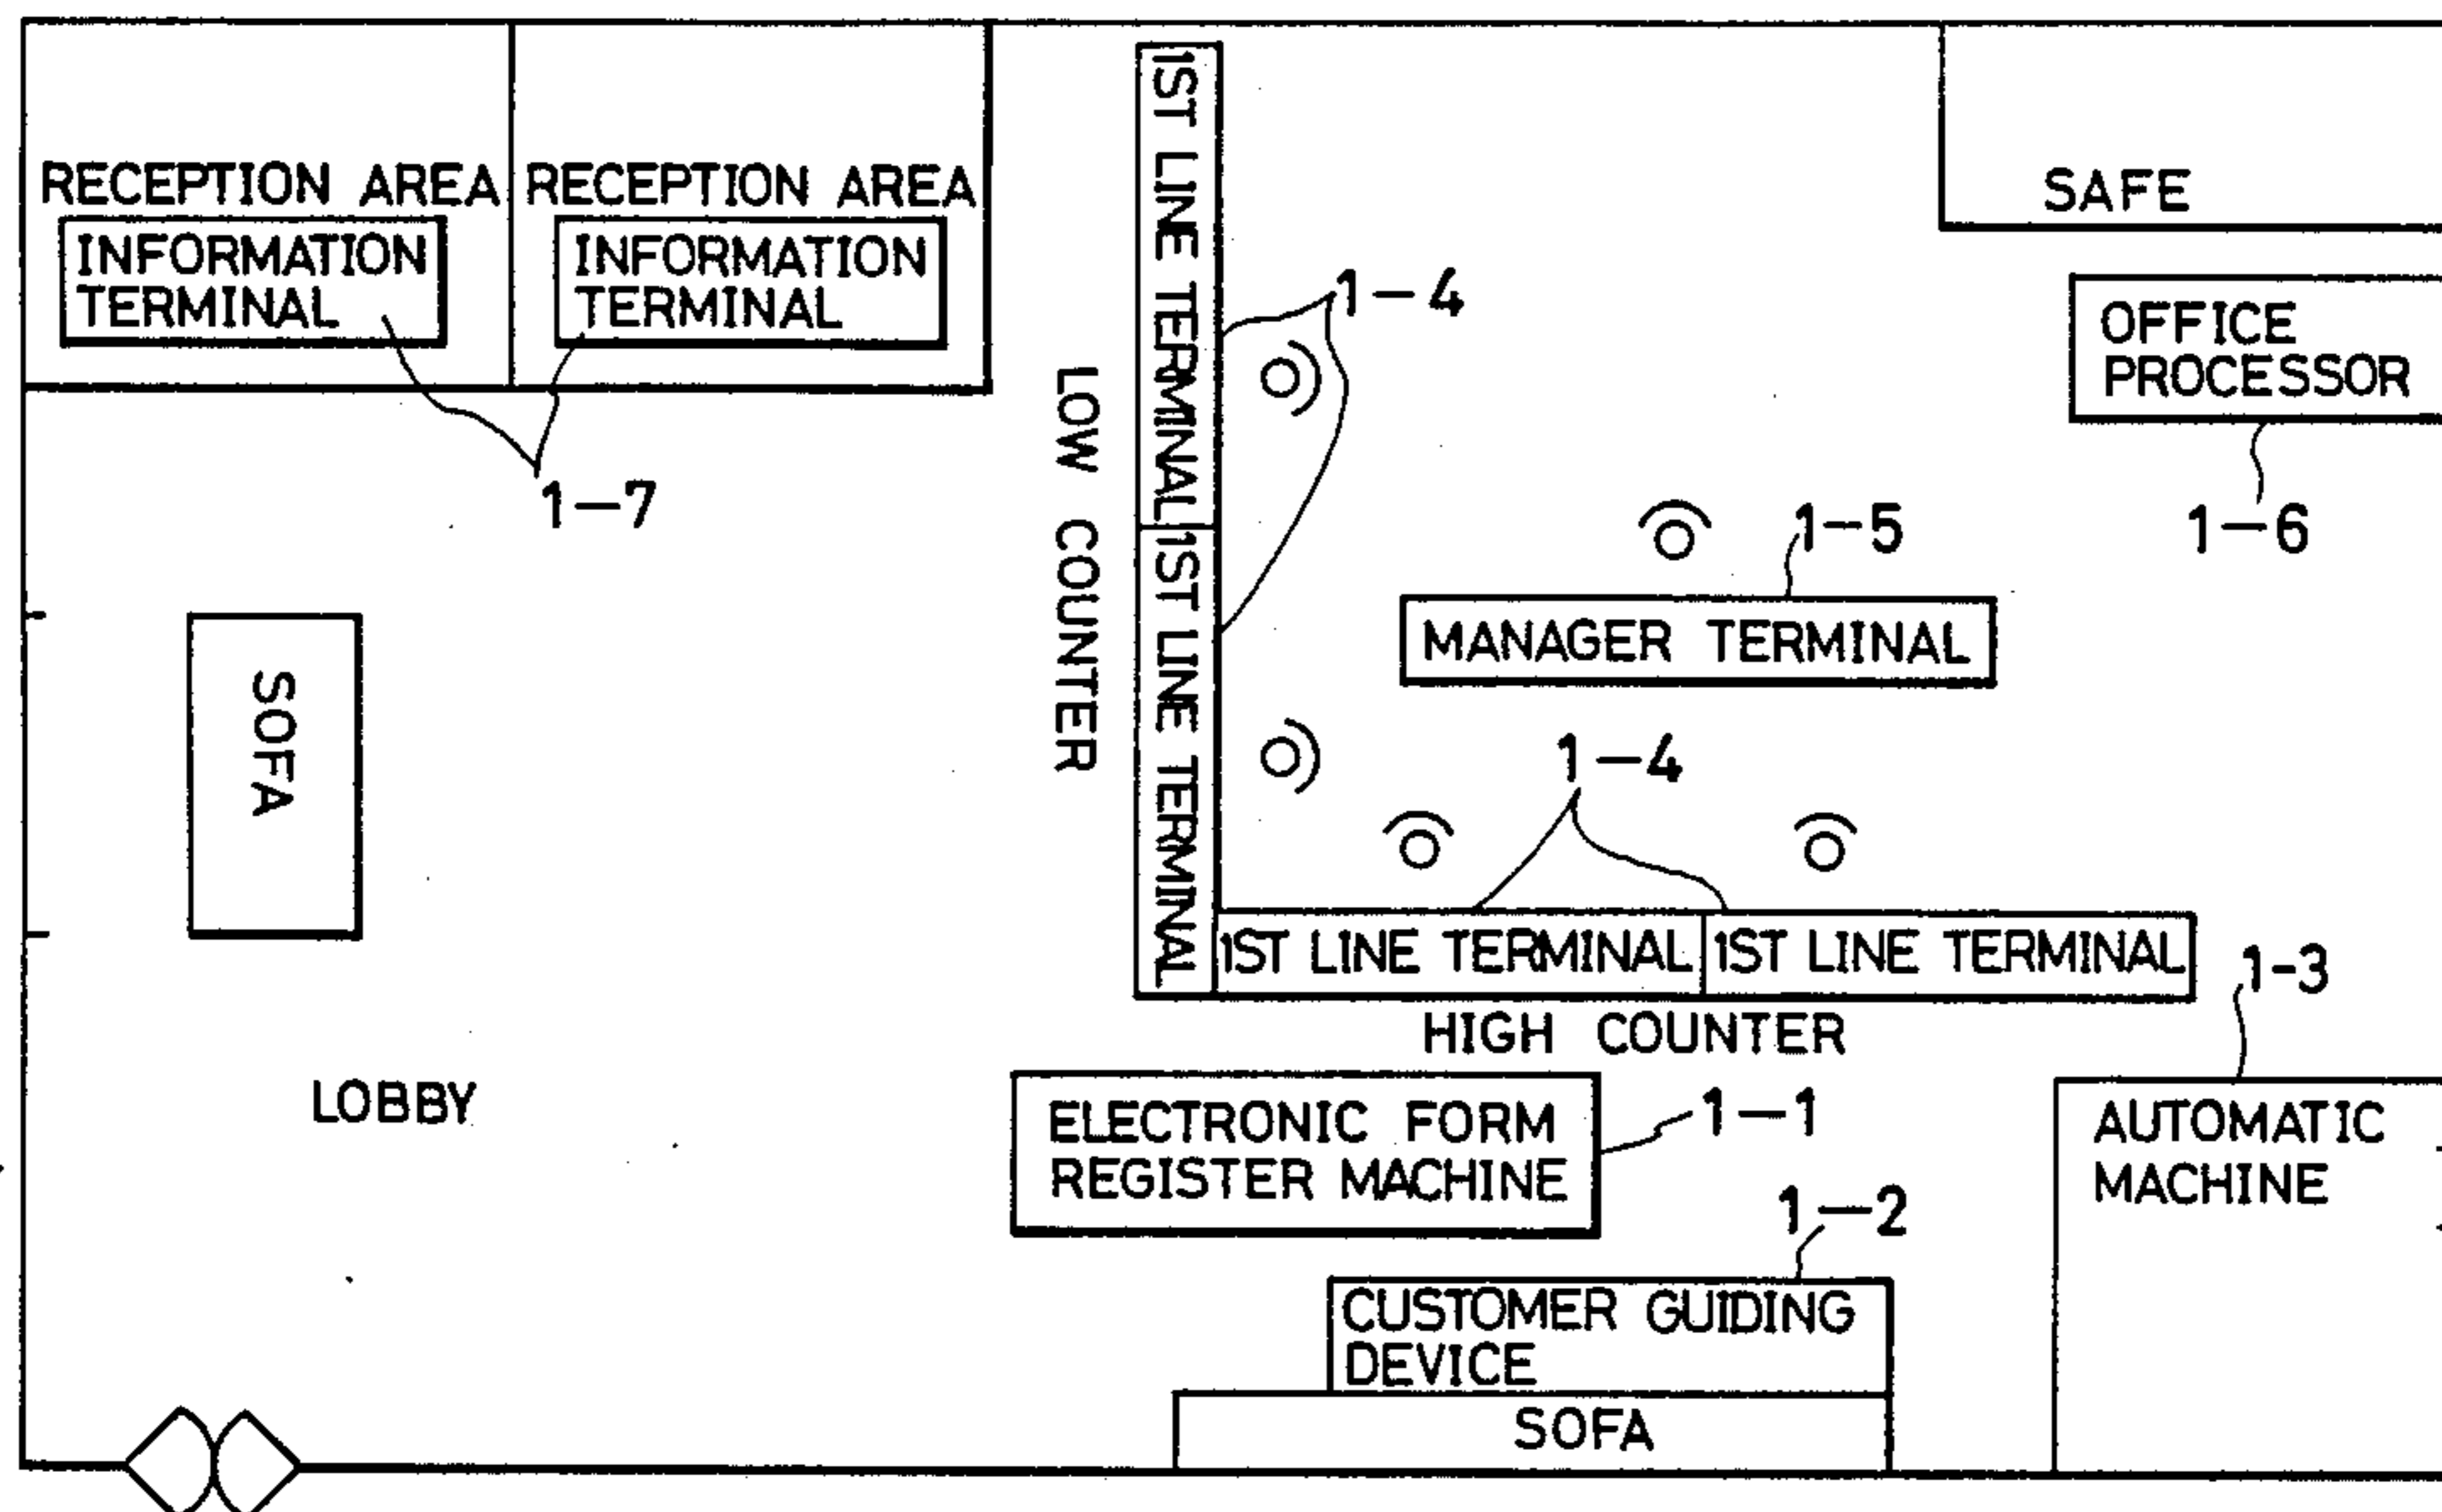 RECEPTION AREA
INFORMATION
TERMINAL
RECEPTION AREA
INFORMATION
TERMINAL
1-7
1ST LINE TERMINAL
1ST LINE TERMINAL
LOW COUNTER
1-4
SAFE
OFFICE
PROCESSOR
1-6
1-5
MANAGER TERMINAL
SOFA
1-4
1ST LINE TERMINAL
1ST LINE TERMINAL
1-3
HIGH COUNTER
LOBBY
ELECTRONIC FORM
REGISTER MACHINE
1-1
AUTOMATIC
MACHINE
1-2
CUSTOMER GUIDING
DEVICE
SOFA